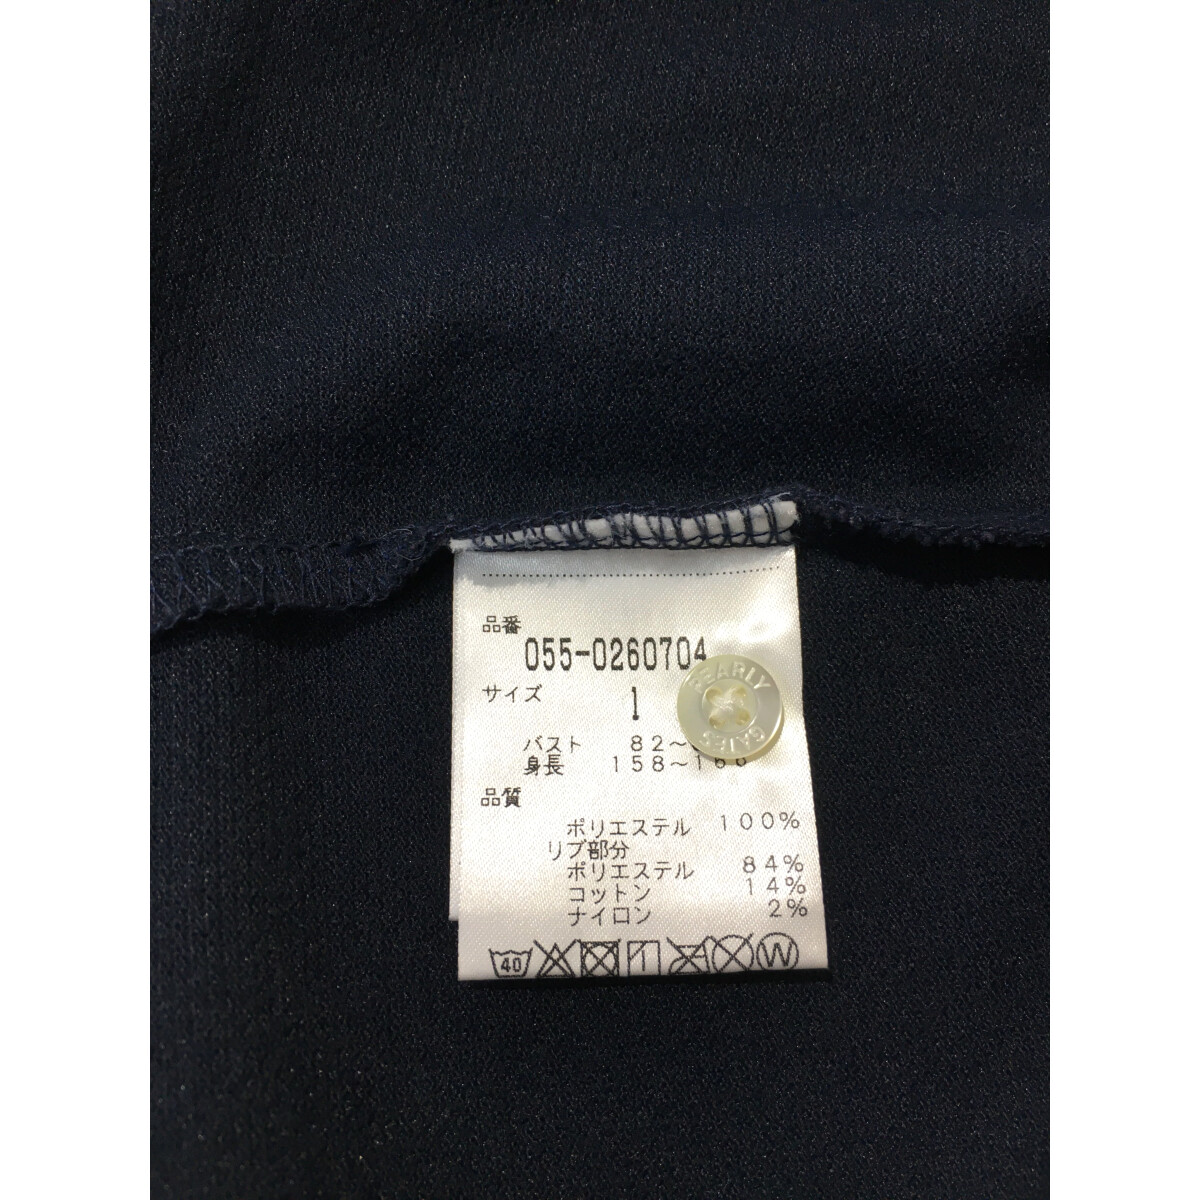 品番
055-0260704
サイズ
1
PEARLY
GATES
バスト 82～
身長 158～166
品質
ポリエステル 100%
リブ部分
ポリエステル 84%
コットン 14%
ナイロン 2%
40 W